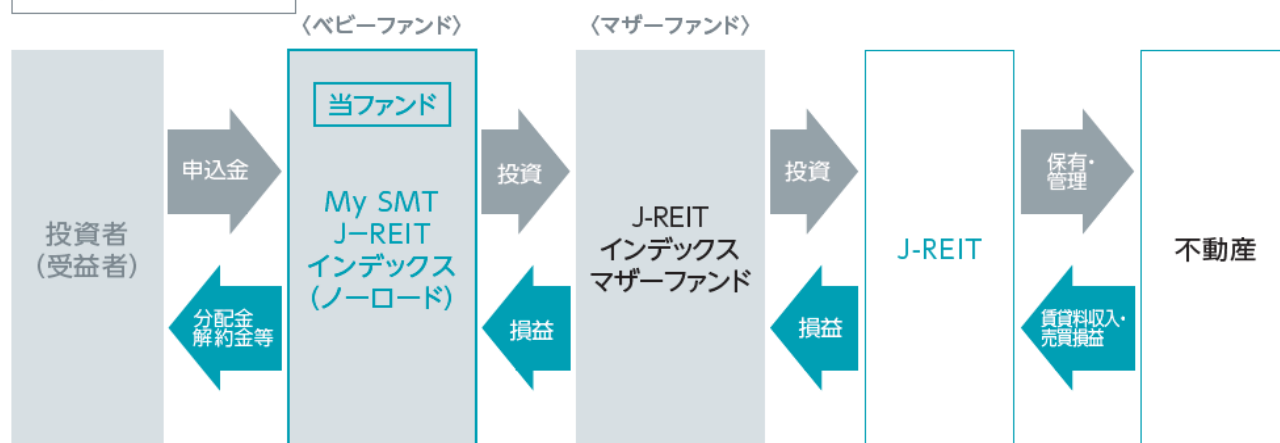 〈ベビーファンド〉
〈マザーファンド〉
投資者
(受益者)
申込金
分配金
解約金等
当ファンド
My SMT
J−REIT
インデックス
(ノーロード)
投資
損益
J-REIT
インデックス
マザーファンド
投資
損益
J-REIT
保有・
管理
賃貸料収入・
売買損益
不動産